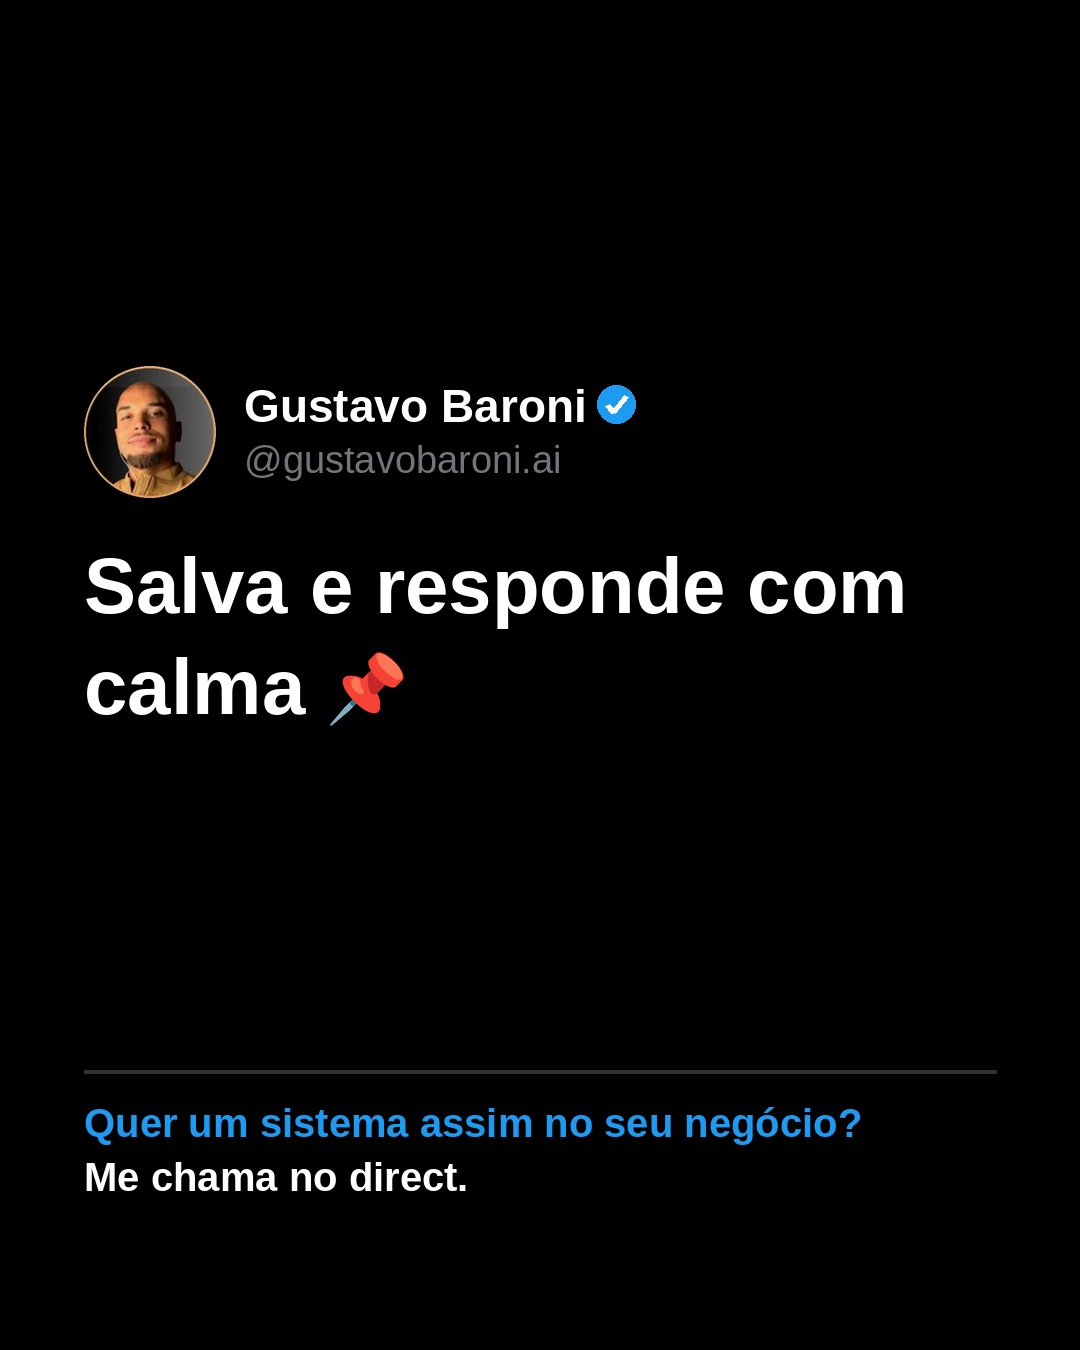 Gustavo Baroni
@gustavobaroni.ai
Salva e responde com
calma 📌
Quer um sistema assim no seu negócio?
Me chama no direct.